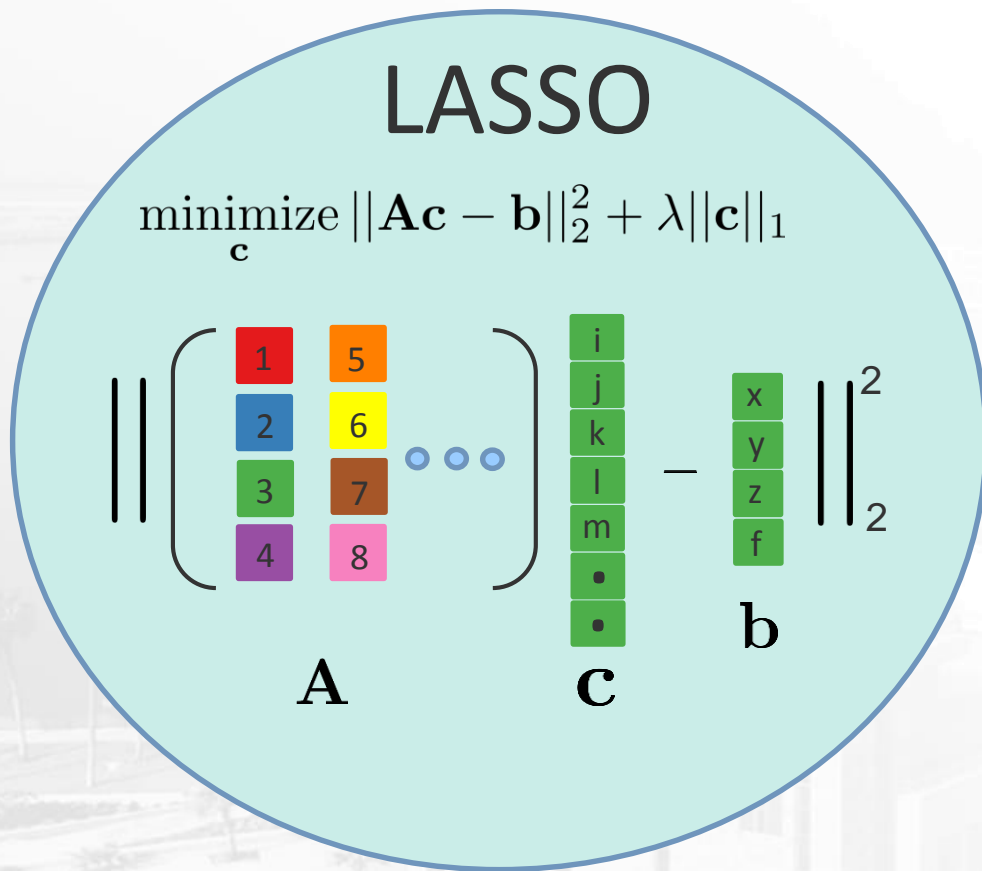 LASSO
minimize ||Ac − b||₂² + λ||c||₁
c
1 5
2 6
3 7
4 8
i
j
k
l
m
•
•
−
x
y
z
f
2
2
A
c
b